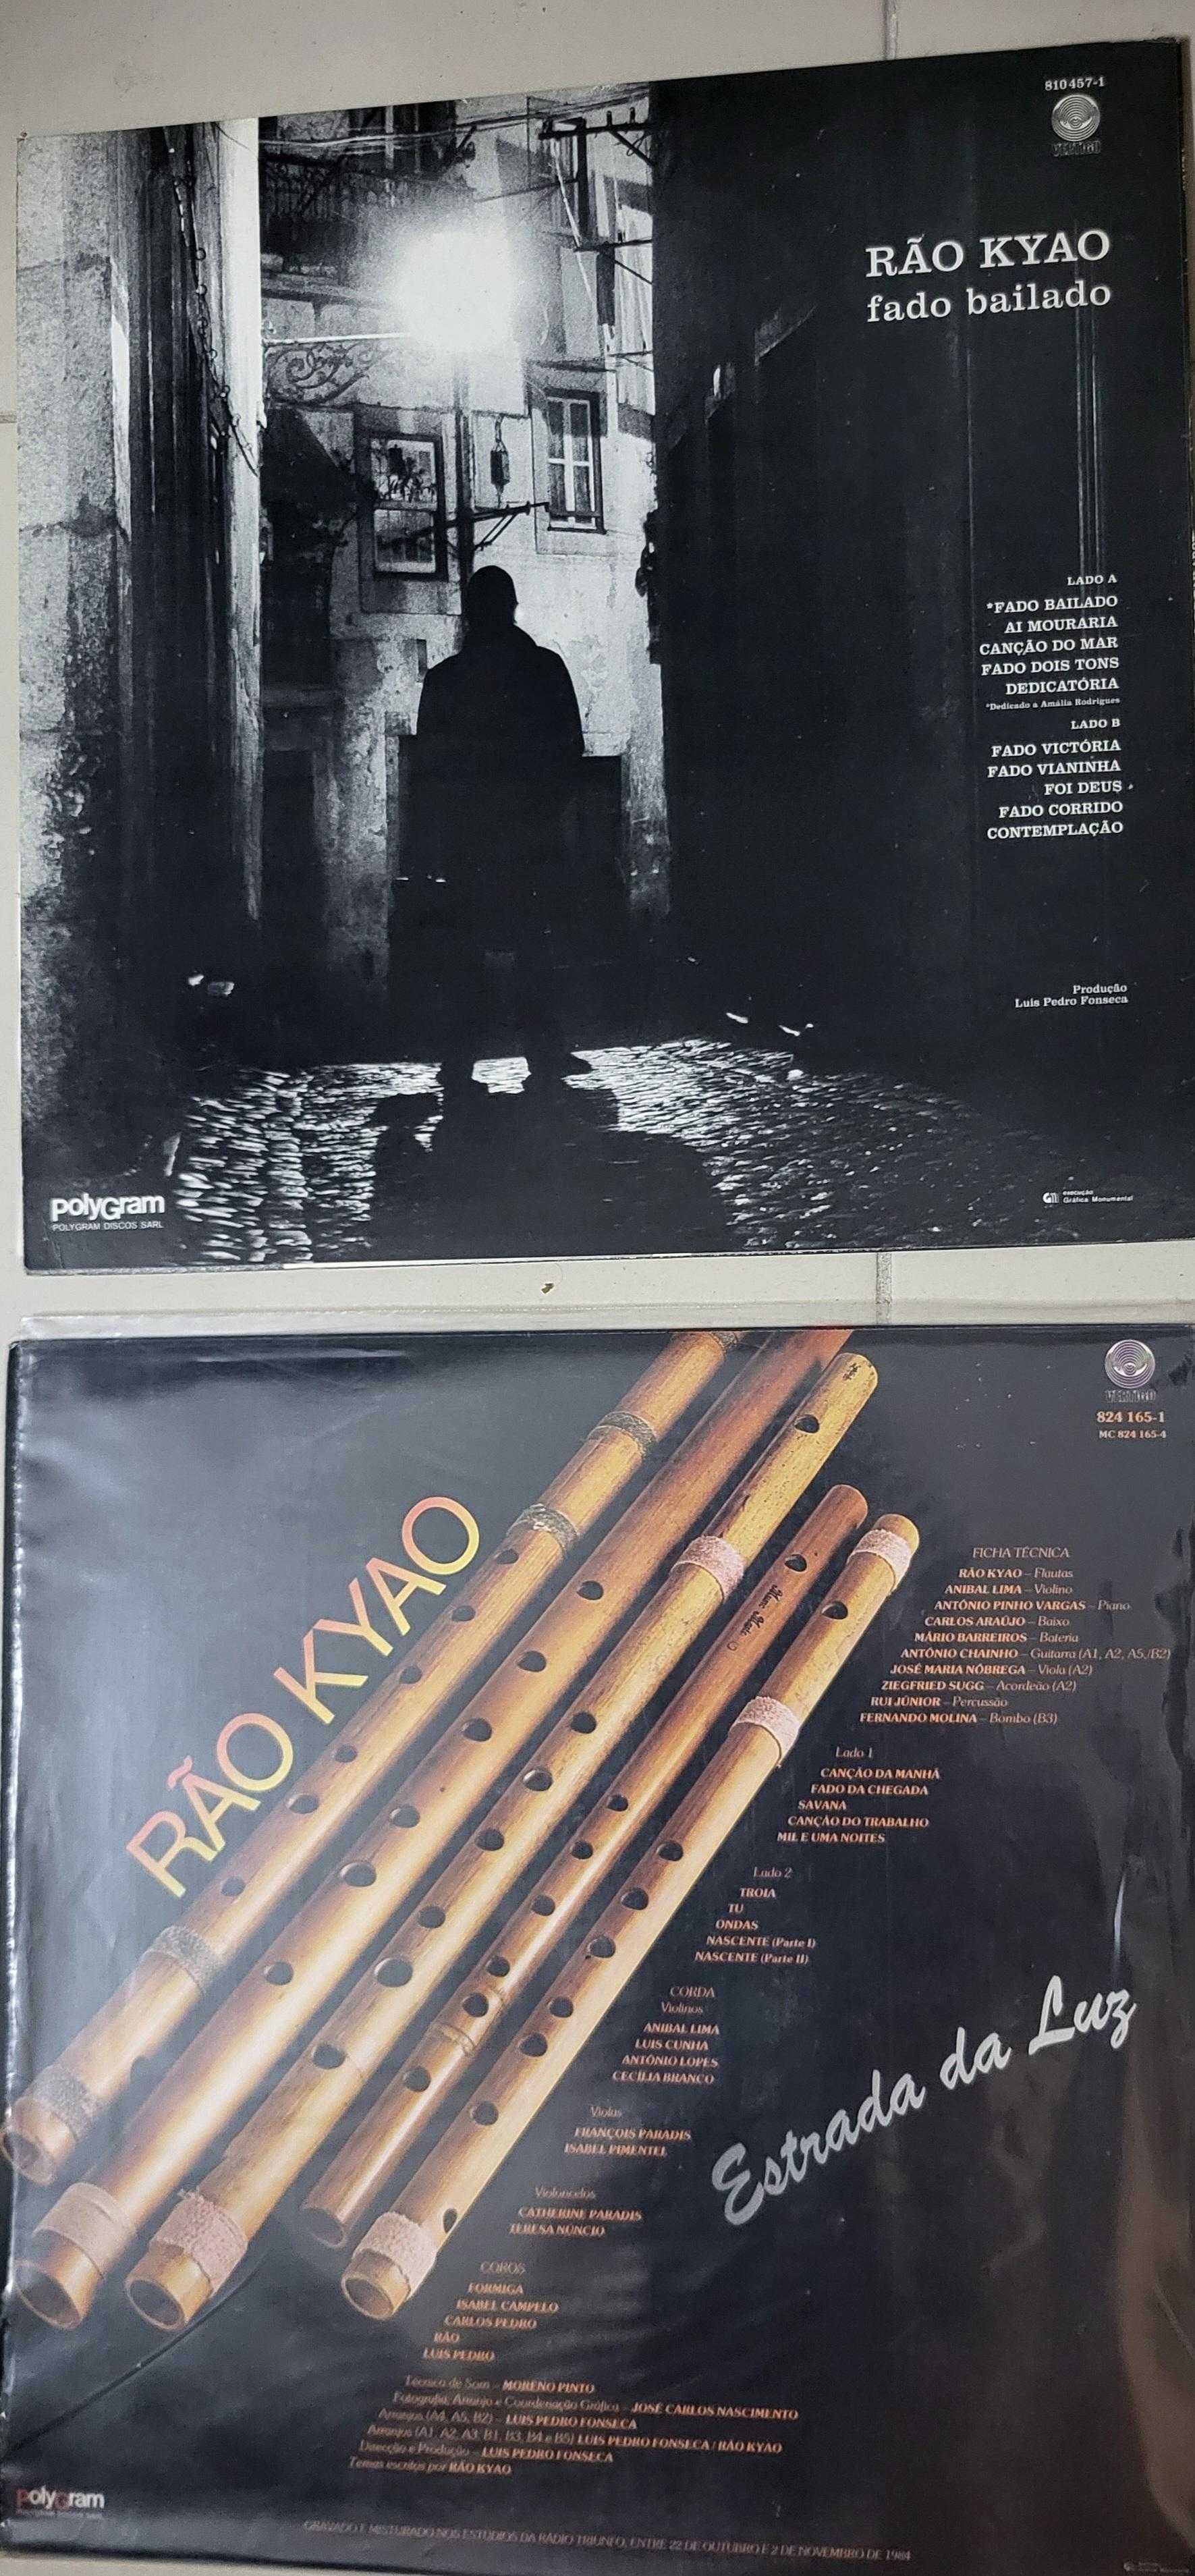 810 457-1
VERTIGO
RÃO KYAO
fado bailado
LADO A
*FADO BAILADO
AI MOURARIA
CANÇÃO DO MAR
FADO DOIS TONS
DEDICATÓRIA
*Dedicado a Amália Rodrigues
LADO B
FADO VICTÓRIA
FADO VIANINHA
FOI DEUS
FADO CORRIDO
CONTEMPLAÇÃO
Produção
Luis Pedro Fonseca
polyGram
POLYGRAM DISCOS SARL
execução
Gráfica Monumental
VERTIGO
824 165-1
MC 824 165-4
RÃO KYAO
FICHA TÉCNICA
RÃO KYAO – Flautas
ANIBAL LIMA – Violino
ANTÓNIO PINHO VARGAS – Piano
CARLOS ARAÚJO – Baixo
MÁRIO BARREIROS – Bateria
ANTÓNIO CHAINHO – Guitarra (A1, A2, A5,/B2)
JOSÉ MARIA NÓBREGA – Viola (A2)
ZIEGFRIED SUGG – Acordeão (A2)
RUI JÚNIOR – Percussão
FERNANDO MOLINA – Bombo (B3)
Lado 1
CANÇÃO DA MANHÃ
FADO DA CHEGADA
SAVANA
CANÇÃO DO TRABALHO
MIL E UMA NOITES
Lado 2
TROIA
TU
ONDAS
NASCENTE (Parte I)
NASCENTE (Parte II)
CORDA
Violinos
ANIBAL LIMA
LUIS CUNHA
ANTÓNIO LOPES
CECÍLIA BRANCO
Violas
FRANÇOIS PARADIS
ISABEL PIMENTEL
Violoncelos
CATHERINE PARADIS
TERESA NÚNCIO
COROS
FORMIGA
ISABEL CAMPELO
CARLOS PEDRO
RÃO
LUIS PEDRO
Estrada da Luz
Técnico de Som – MORENO PINTO
Fotografia, Arranjo e Coordenação Gráfica – JOSÉ CARLOS NASCIMENTO
Arranjos (A4, A5, B2) – LUIS PEDRO FONSECA
Arranjos (A1, A2, A3, B1, B3, B4 e B5) LUIS PEDRO FONSECA / RÃO KYAO
Direcção e Produção – LUIS PEDRO FONSECA
Temas escritos por RÃO KYAO
polygram
POLYGRAM DISCOS SARL
GRAVADO E MISTURADO NOS ESTÚDIOS DA RÁDIO TRIUNFO, ENTRE 22 DE OUTUBRO E 2 DE NOVEMBRO DE 1984